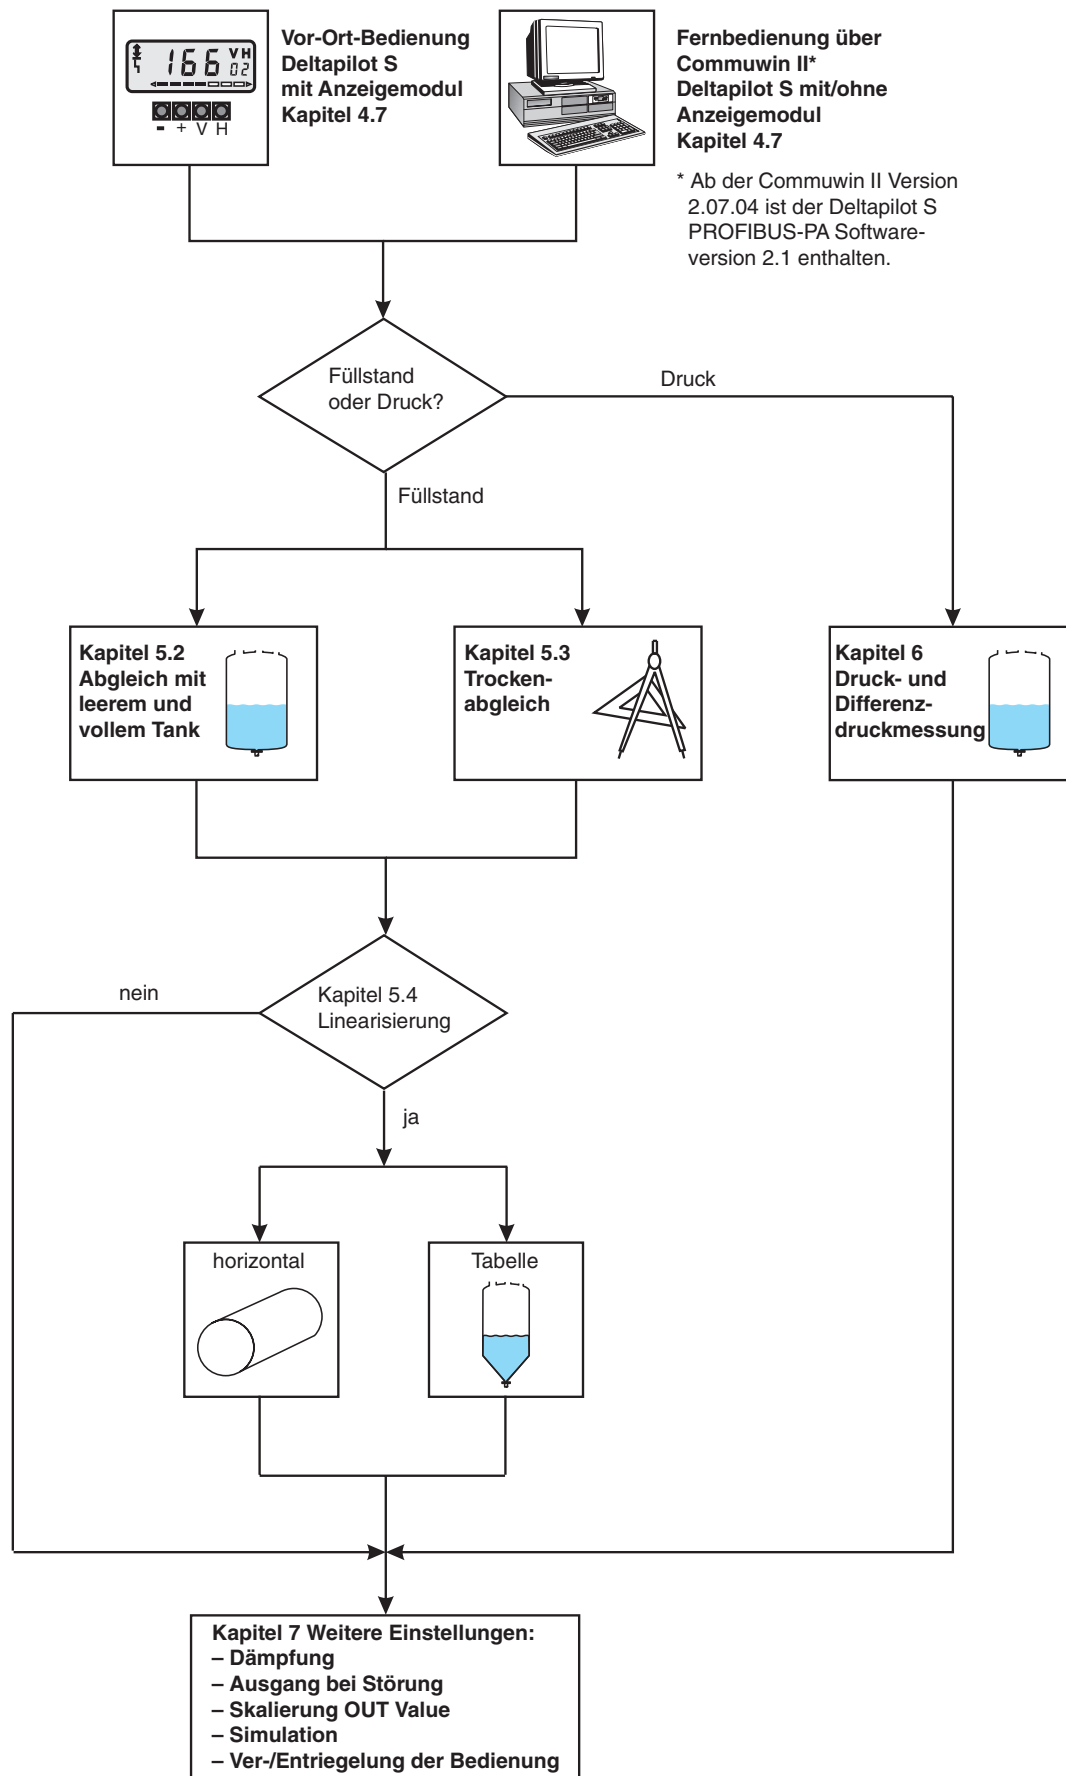 166 VH
02
- + V H
Vor-Ort-Bedienung
Deltapilot S
mit Anzeigemodul
Kapitel 4.7
Fernbedienung über
Commuwin II*
Deltapilot S mit/ohne
Anzeigemodul
Kapitel 4.7
* Ab der Commuwin II Version
2.07.04 ist der Deltapilot S
PROFIBUS-PA Software-
version 2.1 enthalten.
Füllstand
oder Druck?
Druck
Füllstand
Kapitel 5.2
Abgleich mit
leerem und
vollem Tank
Kapitel 5.3
Trocken-
abgleich
Kapitel 6
Druck- und
Differenz-
druckmessung
nein
Kapitel 5.4
Linearisierung
ja
horizontal
Tabelle
Kapitel 7 Weitere Einstellungen:
– Dämpfung
– Ausgang bei Störung
– Skalierung OUT Value
– Simulation
– Ver-/Entriegelung der Bedienung